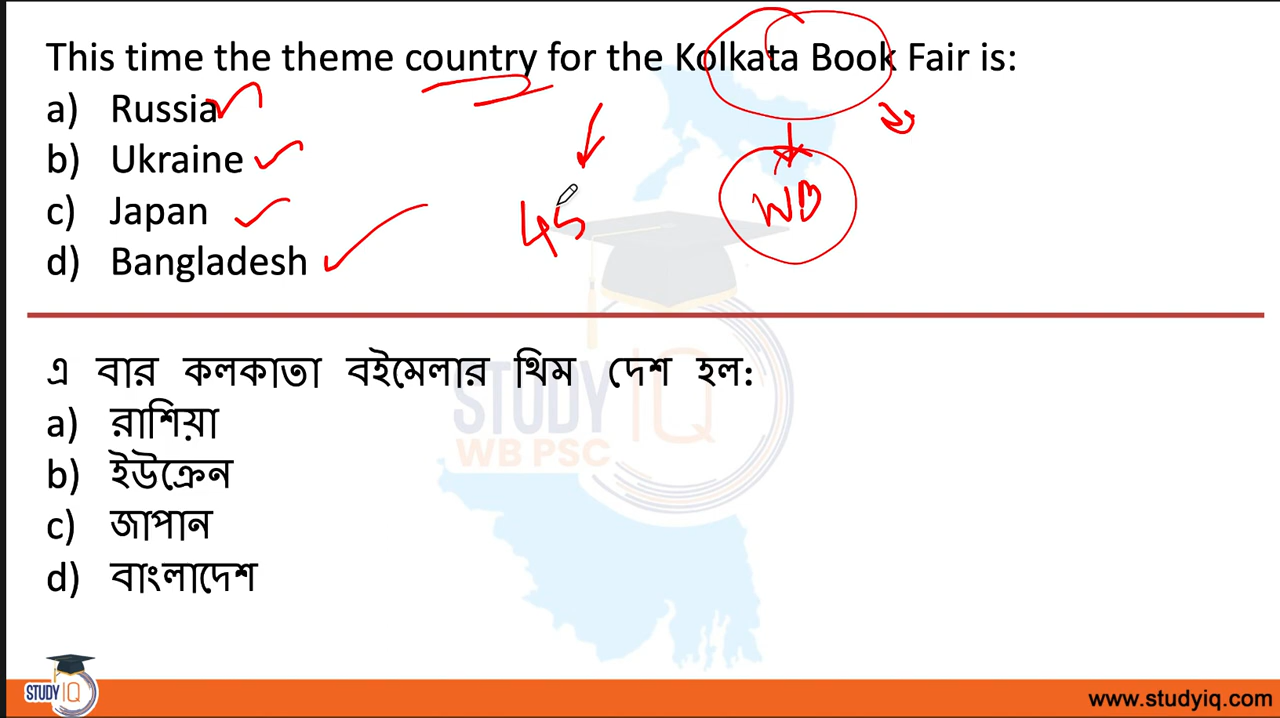 This time the theme country for the Kolkata Book Fair is:
a) Russia
b) Ukraine
c) Japan
d) Bangladesh
45
WB
এ বার কলকাতা বইমেলার থিম দেশ হল:
a) রাশিয়া
b) ইউক্রেন
c) জাপান
d) বাংলাদেশ
STUDY IQ
WB PSC
STUDY IQ
www.studyiq.com